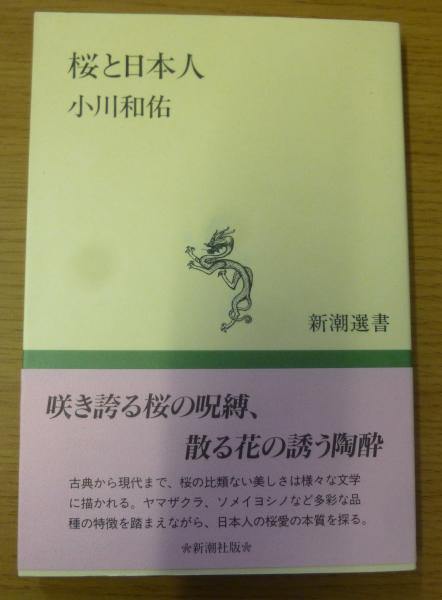 桜と日本人
小川和佑
新潮選書
咲き誇る桜の呪縛、
散る花の誘う陶酔
古典から現代まで、桜の比類ない美しさは様々な文学
に描かれる。ヤマザクラ、ソメイヨシノなど多彩な品
種の特徴を踏まえながら、日本人の桜愛の本質を探る。
❀新潮社版❀